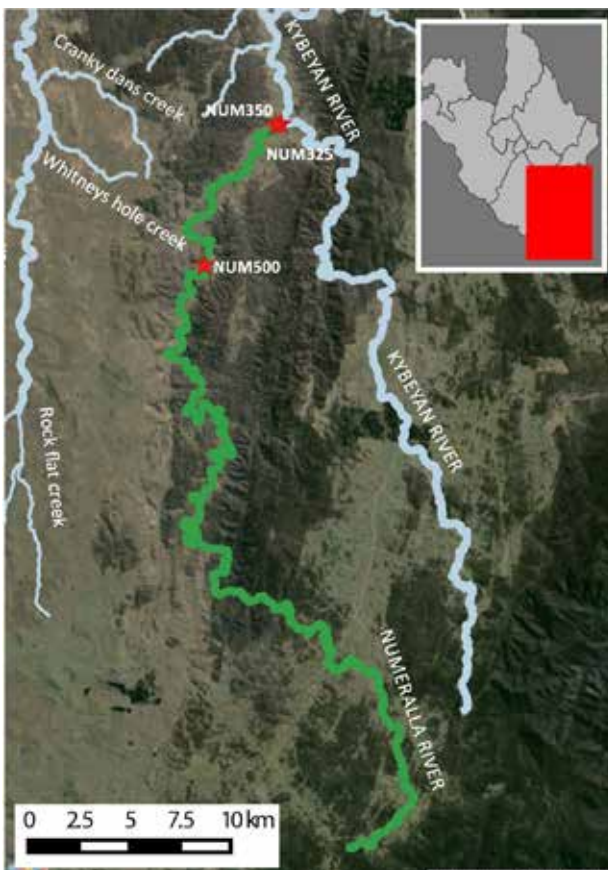 Cranky dans creek
KYBEYAN RIVER
NUM350
NUM325
Whitneys hole creek
NUM500
KYBEYAN RIVER
Rock flat creek
NUMERALLA RIVER
0 2.5 5 7.5 10 km